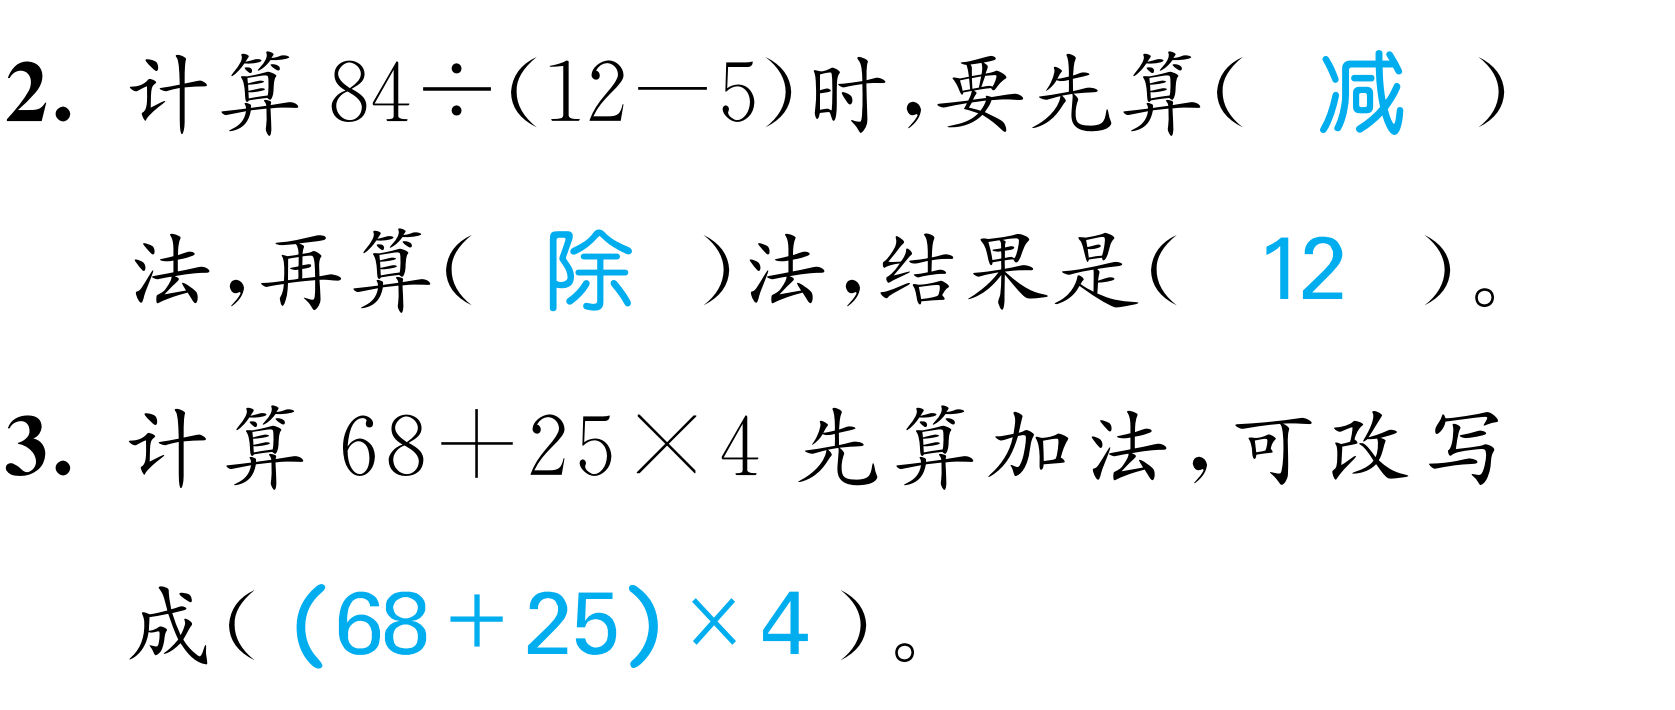 2. 计算 84÷(12－5)时,要先算( 减 )
法,再算( 除 )法,结果是( 12 )。
3. 计算 68＋25×4 先算加法,可改写
成( (68＋25)×4 )。